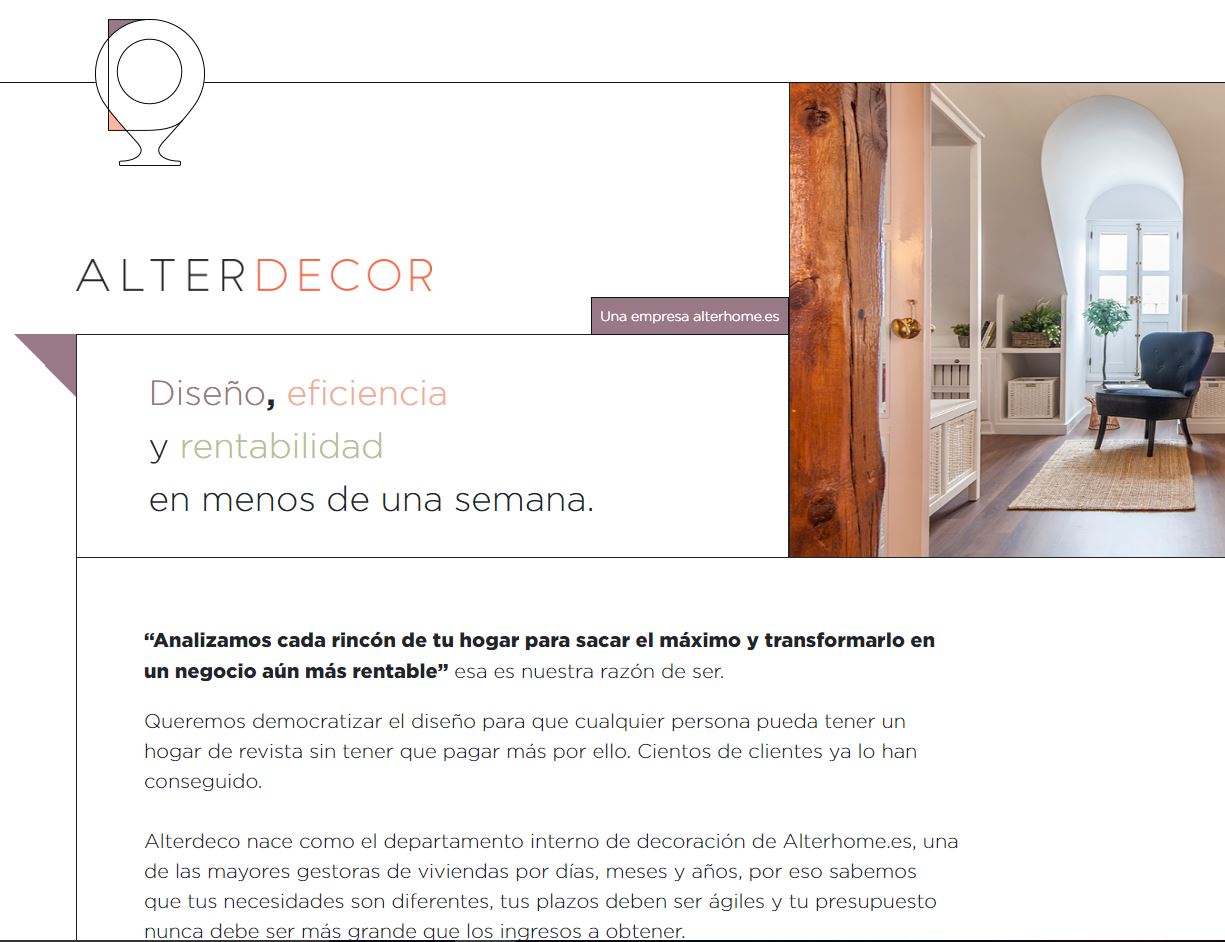 ALTERDECOR
Una empresa alterhome.es
Diseño, eficiencia
y rentabilidad
en menos de una semana.
“Analizamos cada rincón de tu hogar para sacar el máximo y transformarlo en
un negocio aún más rentable” esa es nuestra razón de ser.
Queremos democratizar el diseño para que cualquier persona pueda tener un
hogar de revista sin tener que pagar más por ello. Cientos de clientes ya lo han
conseguido.
Alterdeco nace como el departamento interno de decoración de Alterhome.es, una
de las mayores gestoras de viviendas por días, meses y años, por eso sabemos
que tus necesidades son diferentes, tus plazos deben ser ágiles y tu presupuesto
nunca debe ser más grande que los ingresos a obtener.